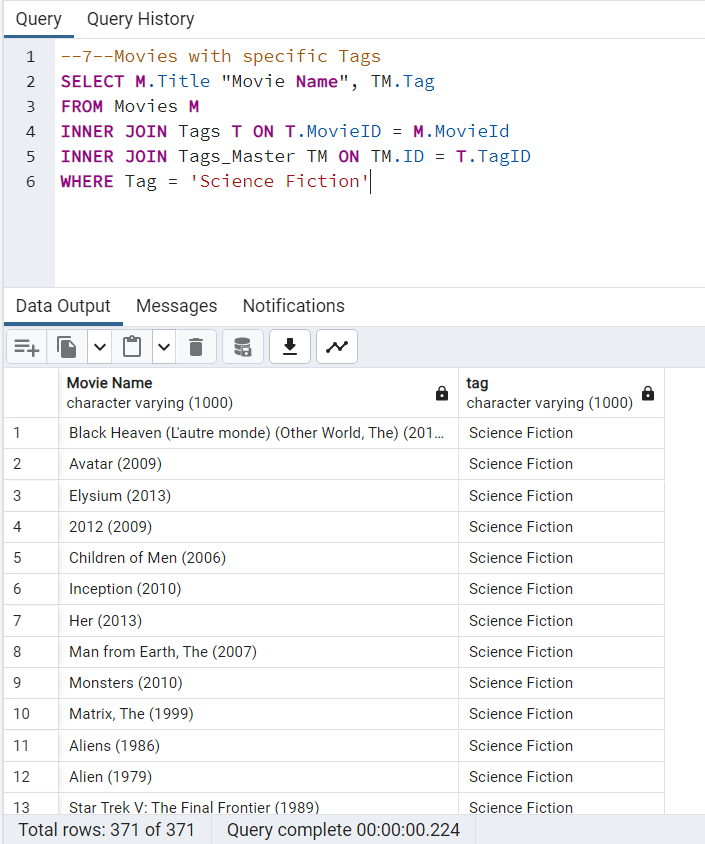 Query Query History
1 --7--Movies with specific Tags
2 SELECT M.Title "Movie Name", TM.Tag
3 FROM Movies M
4 INNER JOIN Tags T ON T.MovieID = M.MovieId
5 INNER JOIN Tags_Master TM ON TM.ID = T.TagID
6 WHERE Tag = 'Science Fiction'
Data Output Messages Notifications
Movie Name tag
character varying (1000) character varying (1000)
1 Black Heaven (L'autre monde) (Other World, The) (201... Science Fiction
2 Avatar (2009) Science Fiction
3 Elysium (2013) Science Fiction
4 2012 (2009) Science Fiction
5 Children of Men (2006) Science Fiction
6 Inception (2010) Science Fiction
7 Her (2013) Science Fiction
8 Man from Earth, The (2007) Science Fiction
9 Monsters (2010) Science Fiction
10 Matrix, The (1999) Science Fiction
11 Aliens (1986) Science Fiction
12 Alien (1979) Science Fiction
13 Star Trek V: The Final Frontier (1989) Science Fiction
Total rows: 371 of 371 Query complete 00:00:00.224